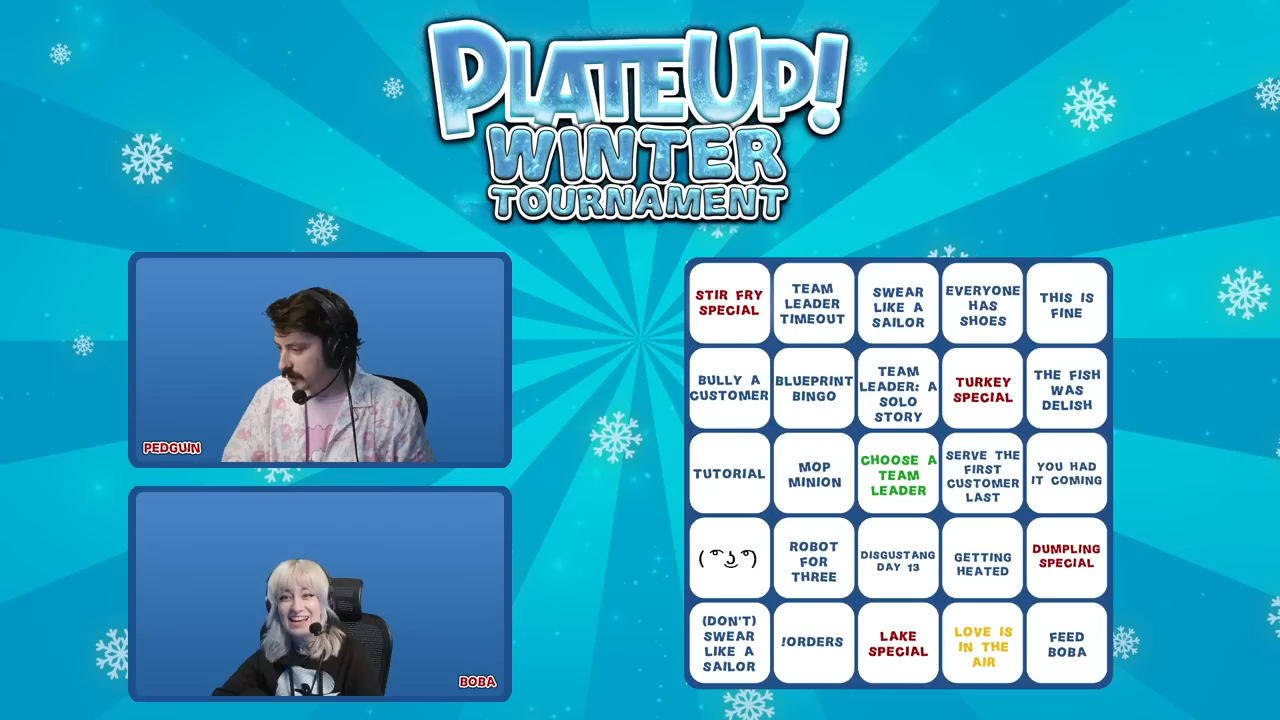 PLATEUP!
WINTER
TOURNAMENT
PEDGUIN
BOBA
STIR FRY
SPECIAL
TEAM
LEADER
TIMEOUT
SWEAR
LIKE A
SAILOR
EVERYONE
HAS
SHOES
THIS IS
FINE
BULLY A
CUSTOMER
BLUEPRINT
BINGO
TEAM
LEADER: A
SOLO
STORY
TURKEY
SPECIAL
THE FISH
WAS
DELISH
TUTORIAL
MOP
MINION
CHOOSE A
TEAM
LEADER
SERVE THE
FIRST
CUSTOMER
LAST
YOU HAD
IT COMING
( ͡° ͜ʖ ͡°)
ROBOT
FOR
THREE
DISGUSTANG
DAY 13
GETTING
HEATED
DUMPLING
SPECIAL
(DON'T)
SWEAR
LIKE A
SAILOR
!ORDERS
LAKE
SPECIAL
LOVE IS
IN THE
AIR
FEED
BOBA